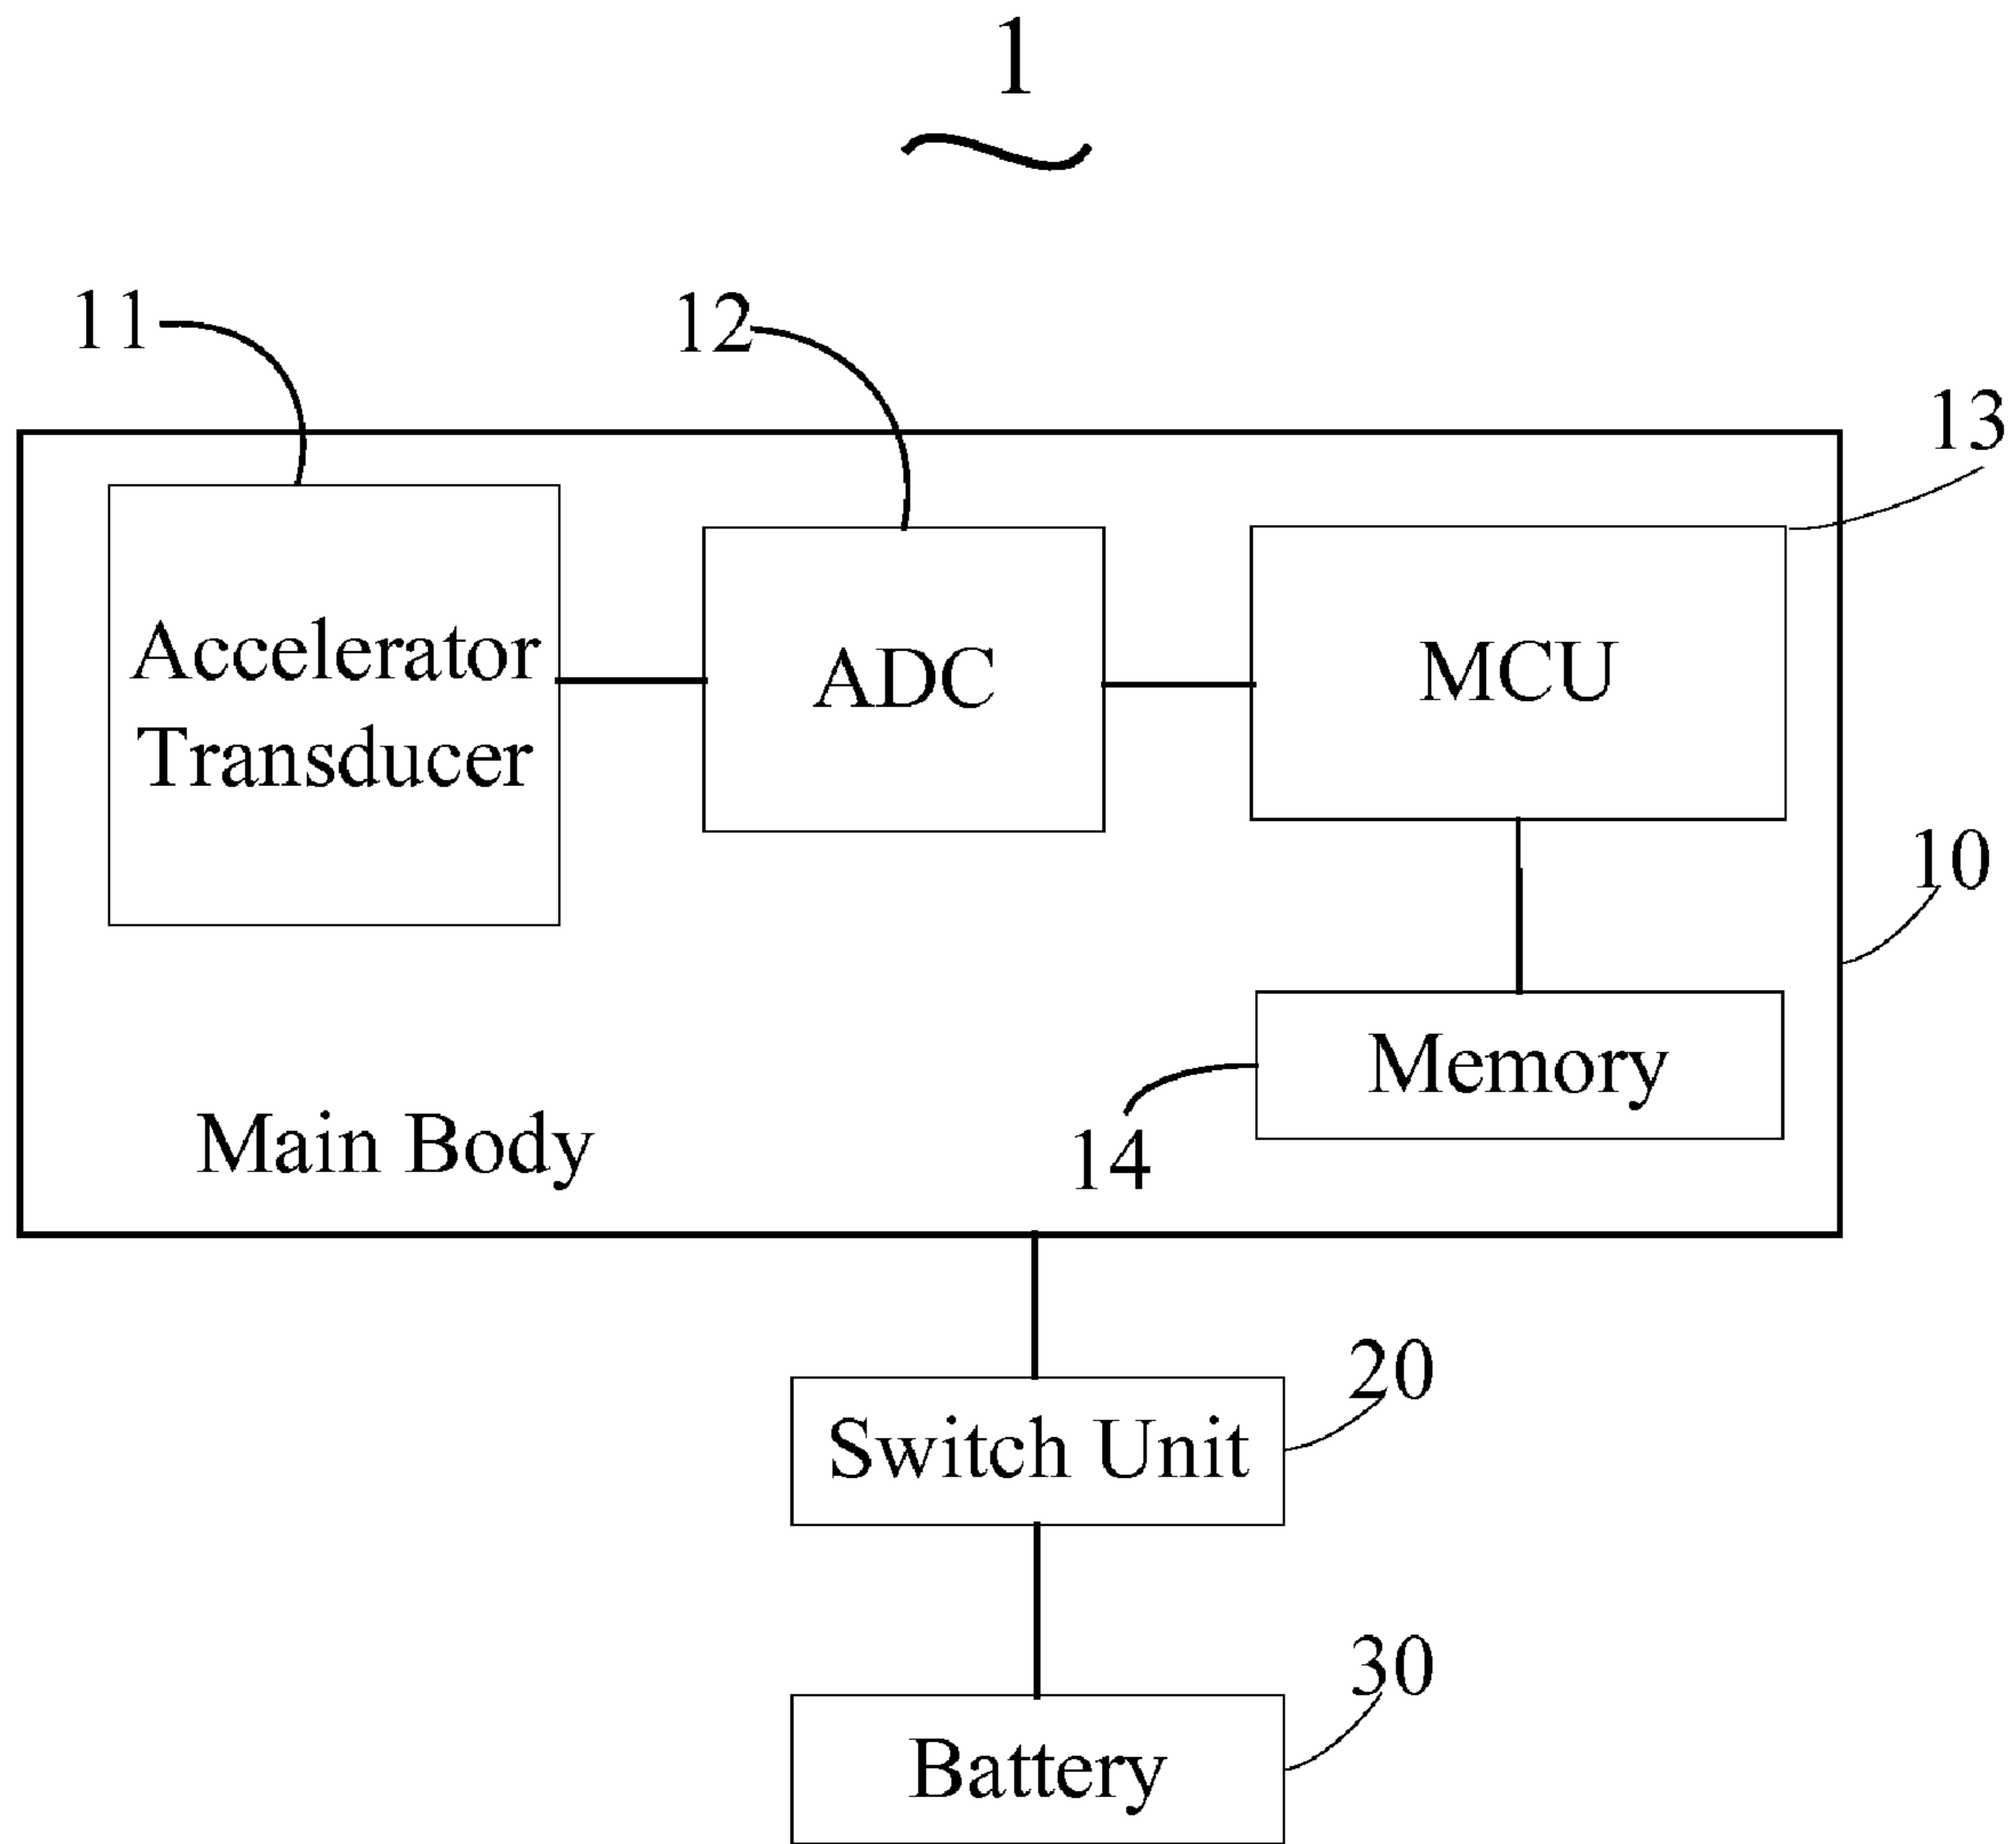 1
11
12
13
Accelerator
Transducer
ADC
MCU
10
Memory
Main Body
14
20
Switch Unit
30
Battery